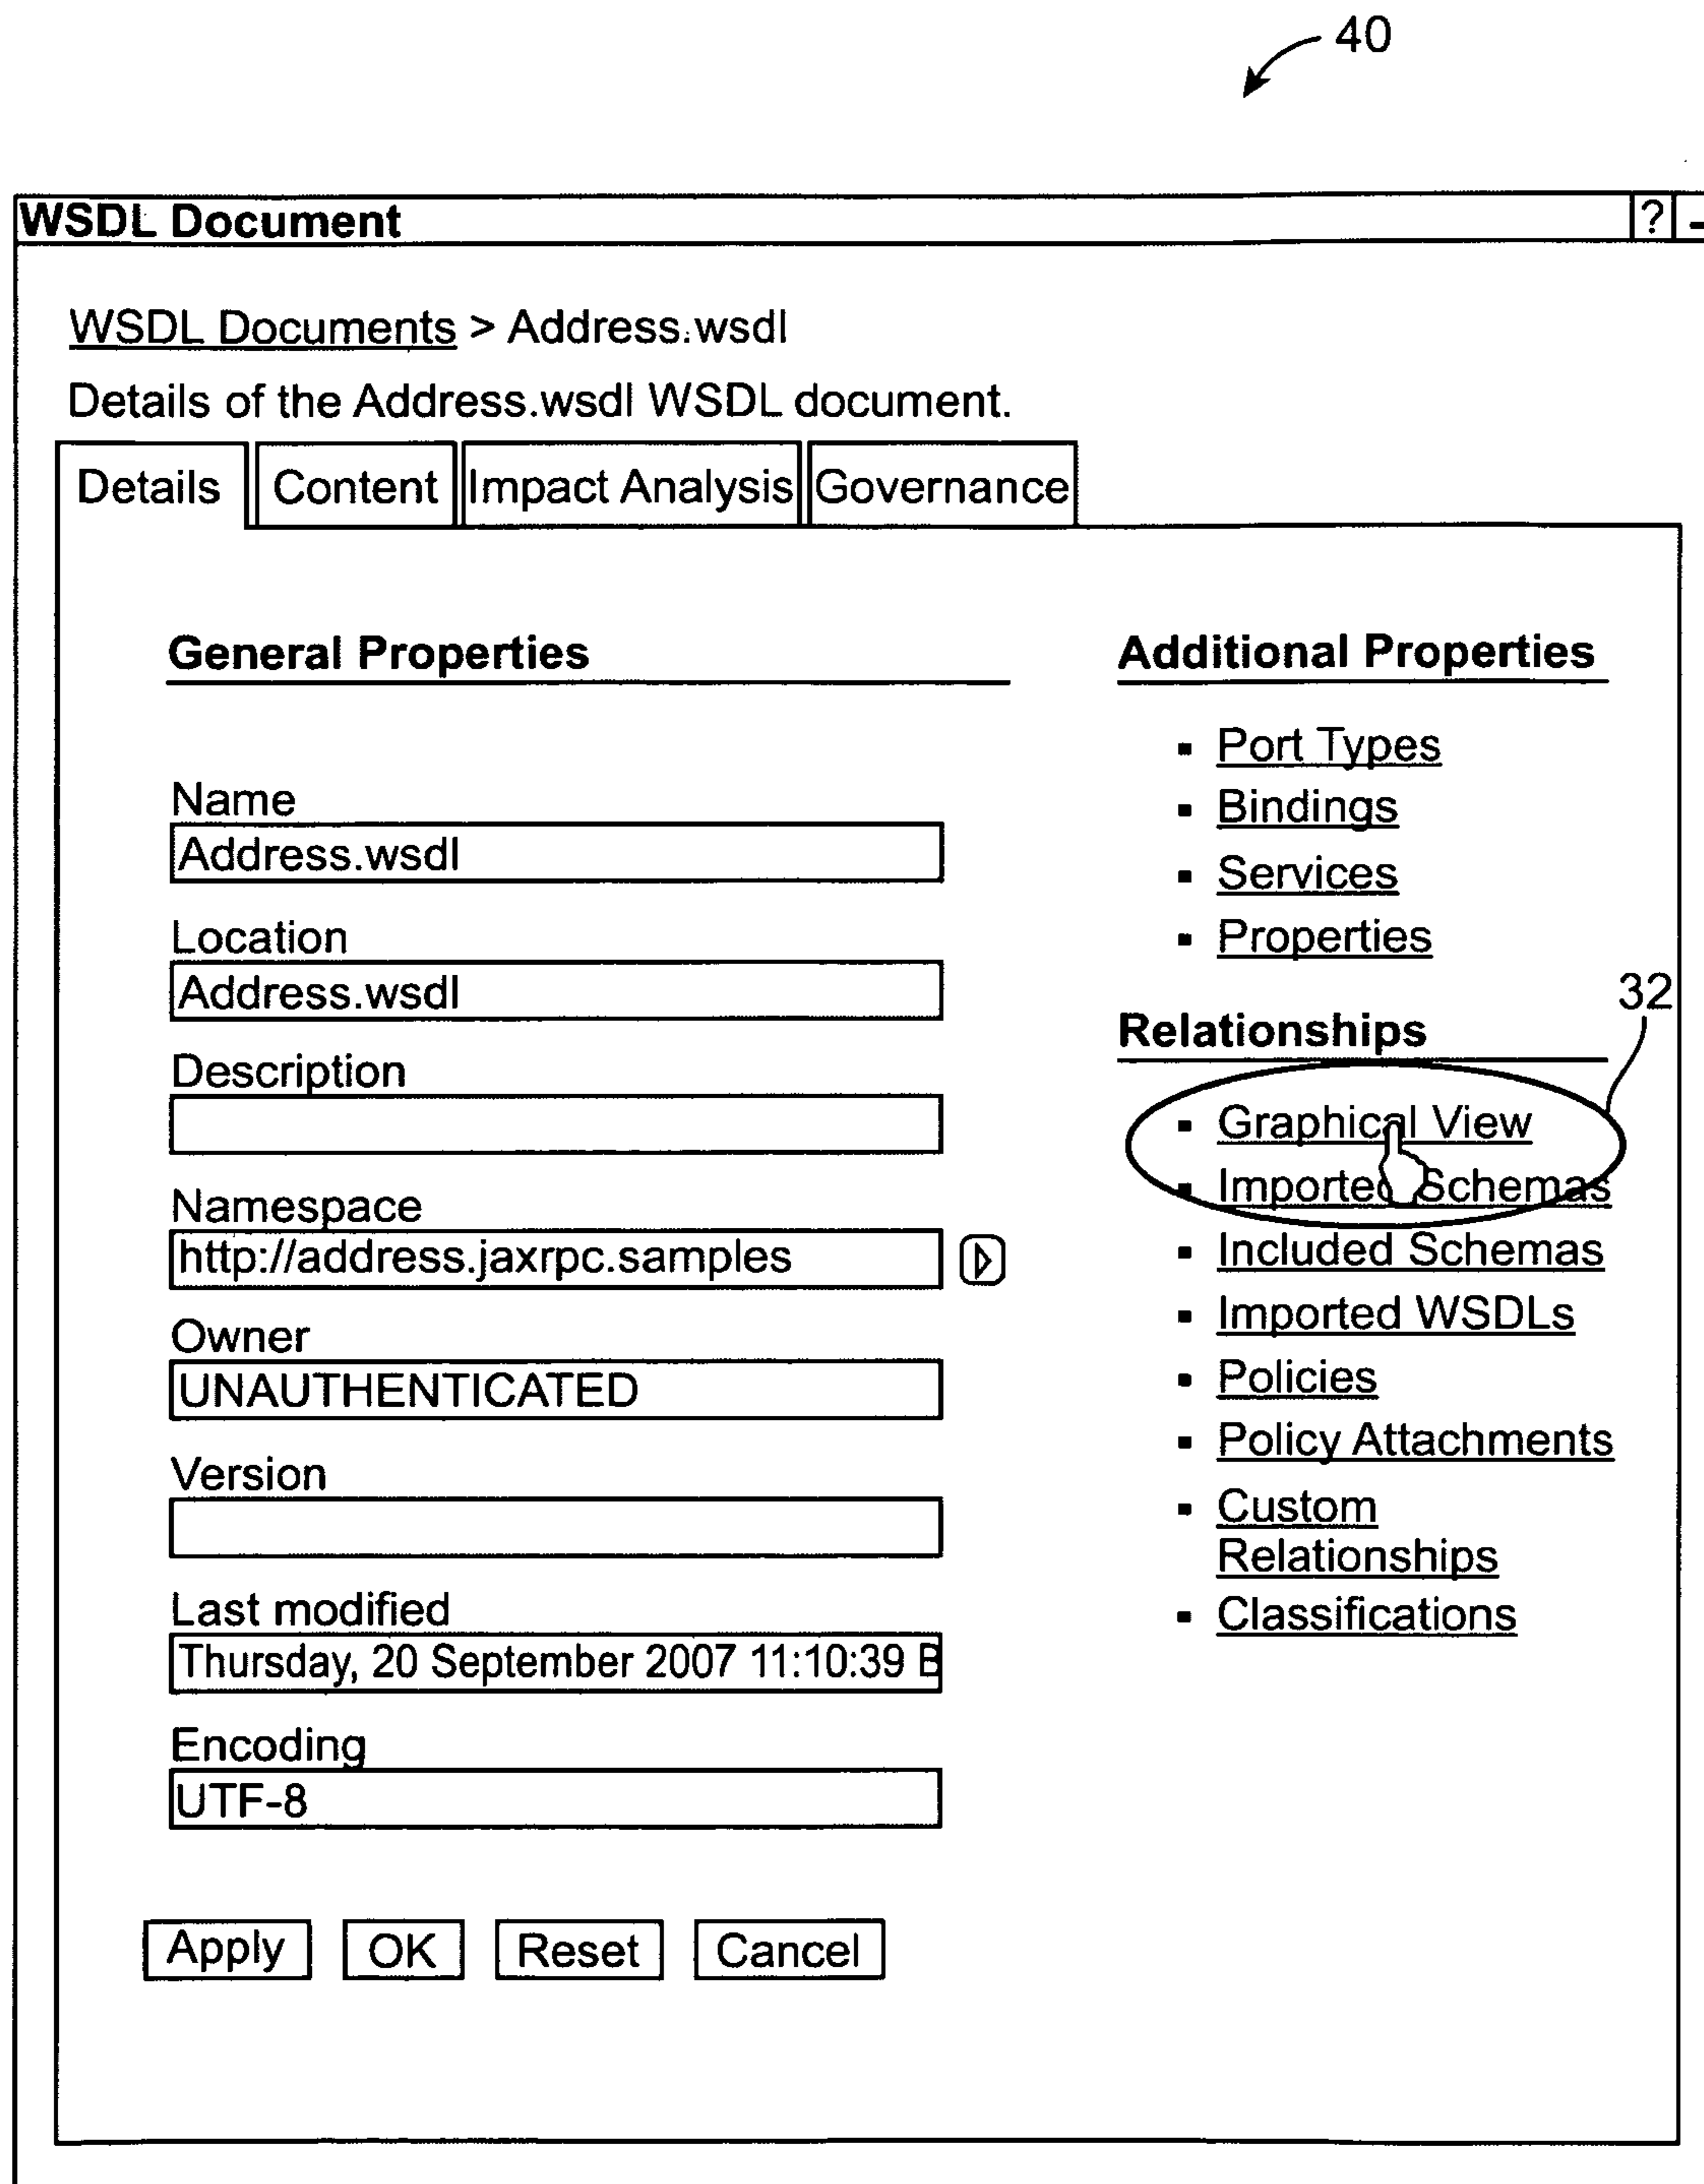 40
WSDL Document
?
WSDL Documents > Address.wsdl
Details of the Address.wsdl WSDL document.
Details Content Impact Analysis Governance
General Properties
Name
Address.wsdl
Location
Address.wsdl
Description
Namespace
http://address.jaxrpc.samples
Owner
UNAUTHENTICATED
Version
Last modified
Thursday, 20 September 2007 11:10:39 B
Encoding
UTF-8
Apply OK Reset Cancel
Additional Properties
Port Types
Bindings
Services
Properties
32
Relationships
Graphical View
Imported Schemas
Included Schemas
Imported WSDLs
Policies
Policy Attachments
Custom
Relationships
Classifications